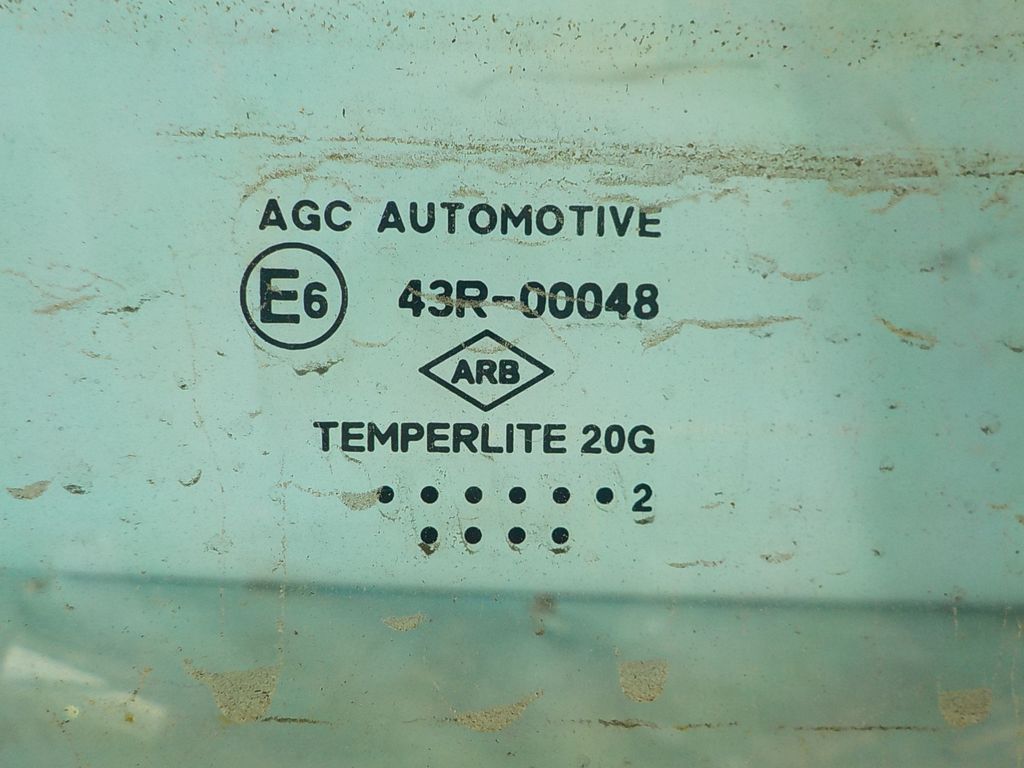 AGC AUTOMOTIVE
E6 43R-00048
ARB
TEMPERLITE 20G
• • • • • • 2
• • • •